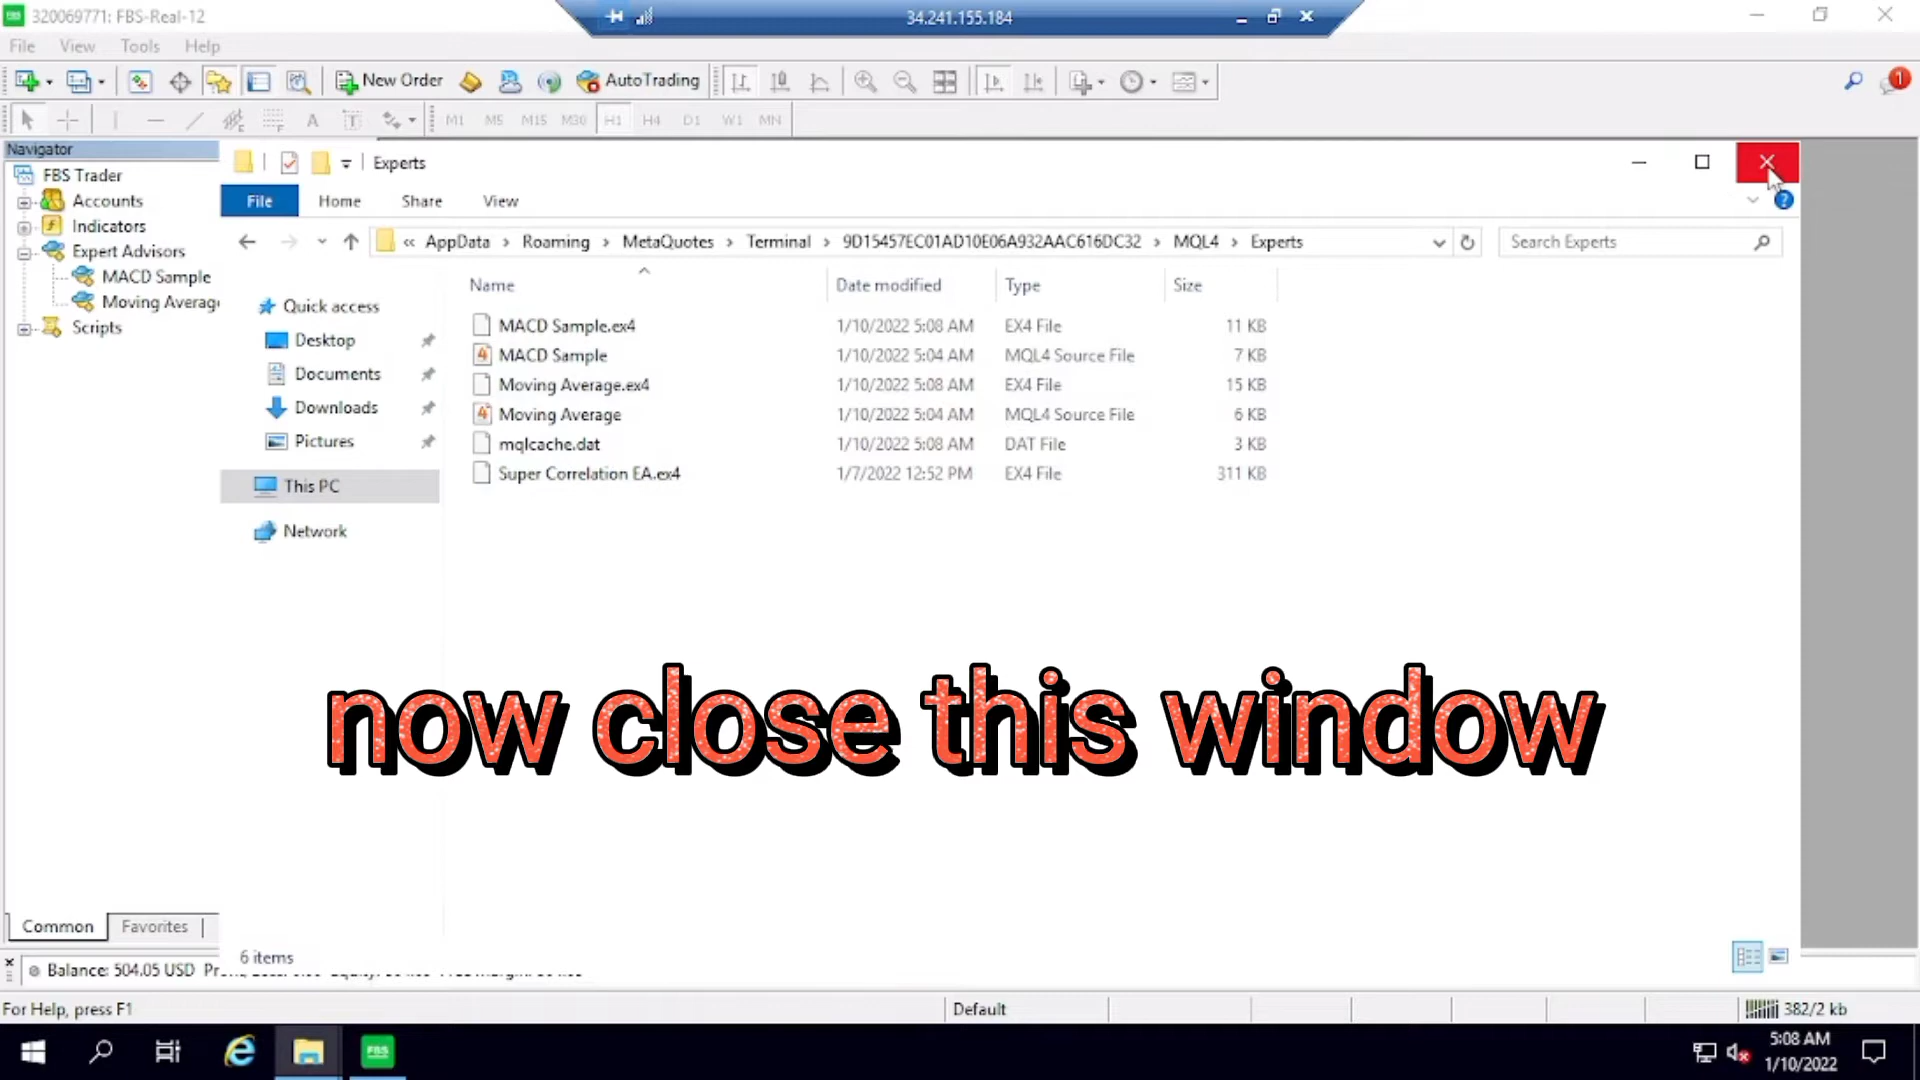 320069771: FBS-Real-12
34.241.155.184
File View Tools Help
New Order AutoTrading
1
A T M1 M5 M15 M30 H1 H4 D1 W1 MN
Navigator
FBS Trader
Accounts
Indicators
Expert Advisors
MACD Sample
Moving Average
Scripts
Experts
File Home Share View
« AppData › Roaming › MetaQuotes › Terminal › 9D15457EC01AD10E06A932AAC616DC32 › MQL4 › Experts
Search Experts
Quick access
Desktop
Documents
Downloads
Pictures
This PC
Network
Name Date modified Type Size
MACD Sample.ex4 1/10/2022 5:08 AM EX4 File 11 KB
MACD Sample 1/10/2022 5:04 AM MQL4 Source File 7 KB
Moving Average.ex4 1/10/2022 5:08 AM EX4 File 15 KB
Moving Average 1/10/2022 5:04 AM MQL4 Source File 6 KB
mqlcache.dat 1/10/2022 5:08 AM DAT File 3 KB
Super Correlation EA.ex4 1/7/2022 12:52 PM EX4 File 311 KB
now close this window
Common Favorites
6 items
Balance: 504.05 USD
For Help, press F1
Default
382/2 kb
FBS
5:08 AM
1/10/2022